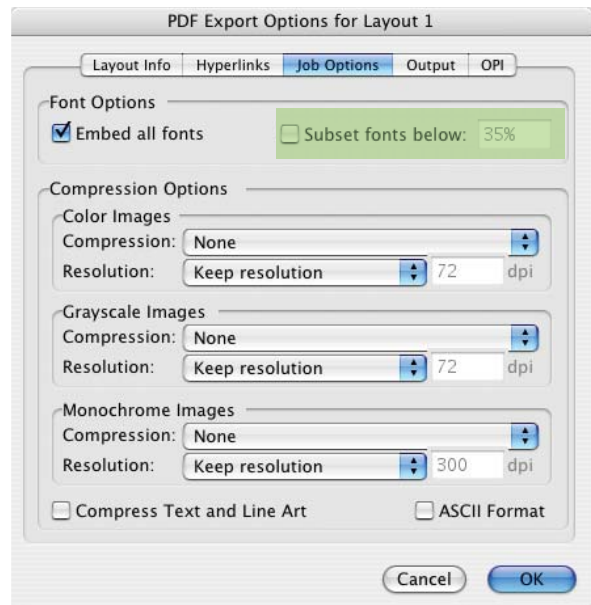 PDF Export Options for Layout 1
Layout Info Hyperlinks Job Options Output OPI
Font Options
Embed all fonts Subset fonts below: 35%
Compression Options
Color Images
Compression: None
Resolution: Keep resolution 72 dpi
Grayscale Images
Compression: None
Resolution: Keep resolution 72 dpi
Monochrome Images
Compression: None
Resolution: Keep resolution 300 dpi
Compress Text and Line Art ASCII Format
Cancel OK